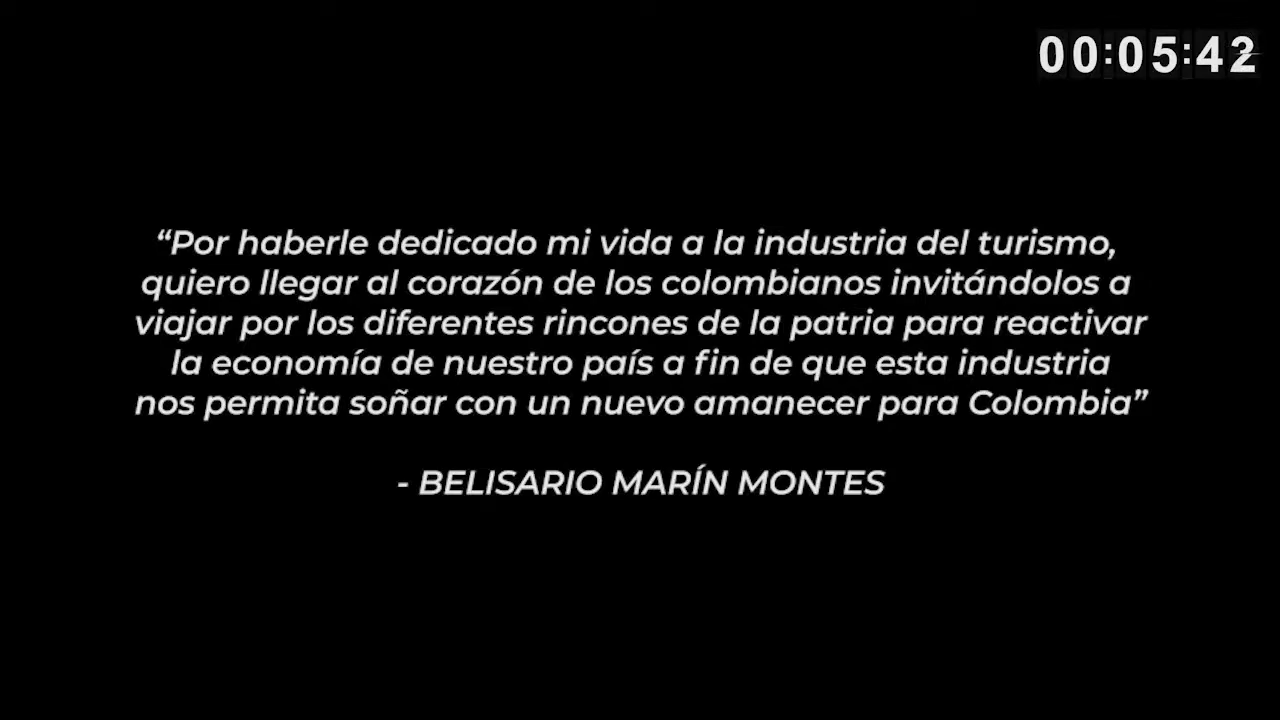 00:05:42
“Por haberle dedicado mi vida a la industria del turismo,
quiero llegar al corazón de los colombianos invitándolos a
viajar por los diferentes rincones de la patria para reactivar
la economía de nuestro país a fin de que esta industria
nos permita soñar con un nuevo amanecer para Colombia”
- BELISARIO MARÍN MONTES